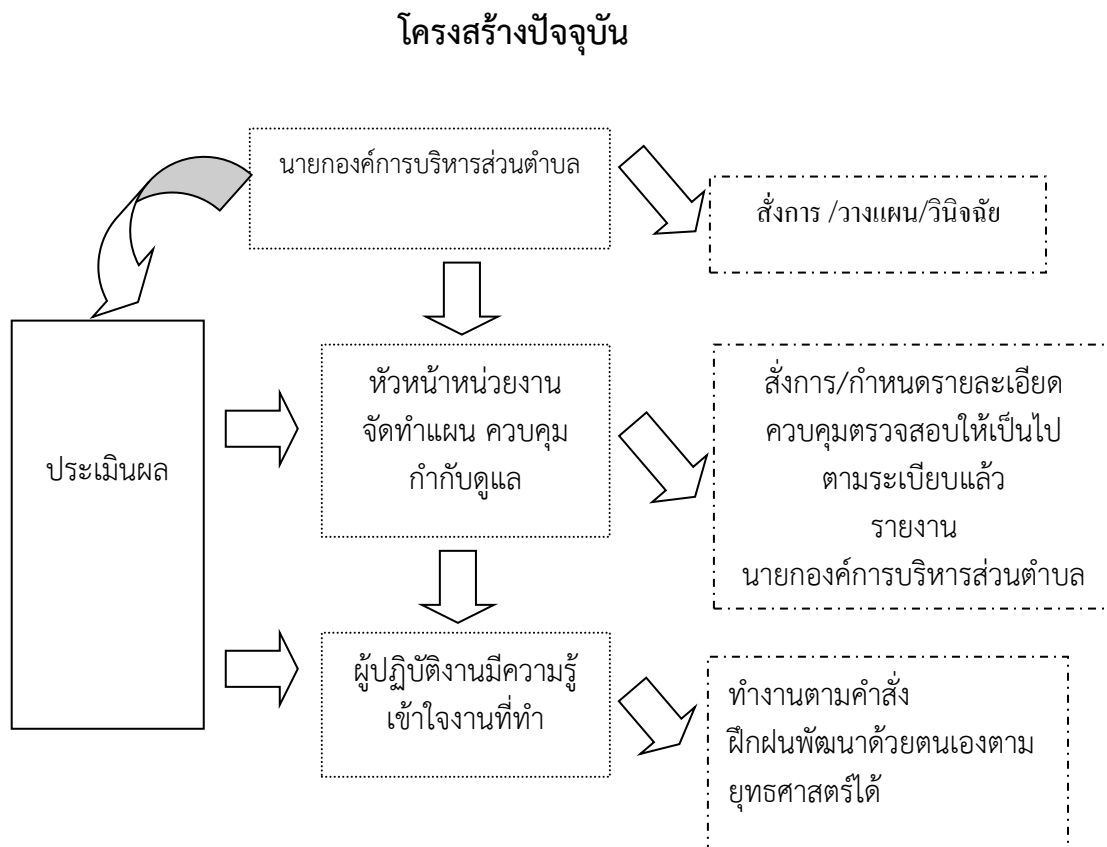 โครงสร้างปัจจุบัน
นายกองค์การบริหารส่วนตำบล
สั่งการ /วางแผน/วินิจฉัย
หัวหน้าหน่วยงาน
จัดทำแผน ควบคุม
กำกับดูแล
สั่งการ/กำหนดรายละเอียด
ควบคุมตรวจสอบให้เป็นไป
ตามระเบียบแล้ว
รายงาน
นายกองค์การบริหารส่วนตำบล
ประเมินผล
ผู้ปฏิบัติงานมีความรู้
เข้าใจงานที่ทำ
ทำงานตามคำสั่ง
ฝึกฝนพัฒนาด้วยตนเองตาม
ยุทธศาสตร์ได้